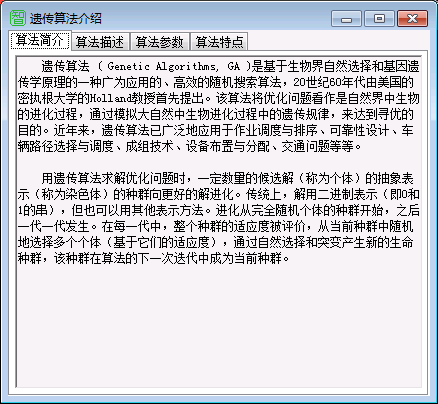 遗传算法介绍
算法简介 算法描述 算法参数 算法特点
遗传算法 ( Genetic Algorithms, GA )是基于生物界自然选择和基因遗
传学原理的一种广为应用的、高效的随机搜索算法，20世纪60年代由美国的
密执根大学的Holland教授首先提出。该算法将优化问题看作是自然界中生物
的进化过程，通过模拟大自然中生物进化过程中的遗传规律，来达到寻优的
目的。近年来，遗传算法已广泛地应用于作业调度与排序、可靠性设计、车
辆路径选择与调度、成组技术、设备布置与分配、交通问题等等。
用遗传算法求解优化问题时，一定数量的候选解（称为个体）的抽象表
示（称为染色体）的种群向更好的解进化。传统上，解用二进制表示（即0和
1的串），但也可以用其他表示方法。进化从完全随机个体的种群开始，之后
一代一代发生。在每一代中，整个种群的适应度被评价，从当前种群中随机
地选择多个个体（基于它们的适应度），通过自然选择和突变产生新的生命
种群，该种群在算法的下一次迭代中成为当前种群。